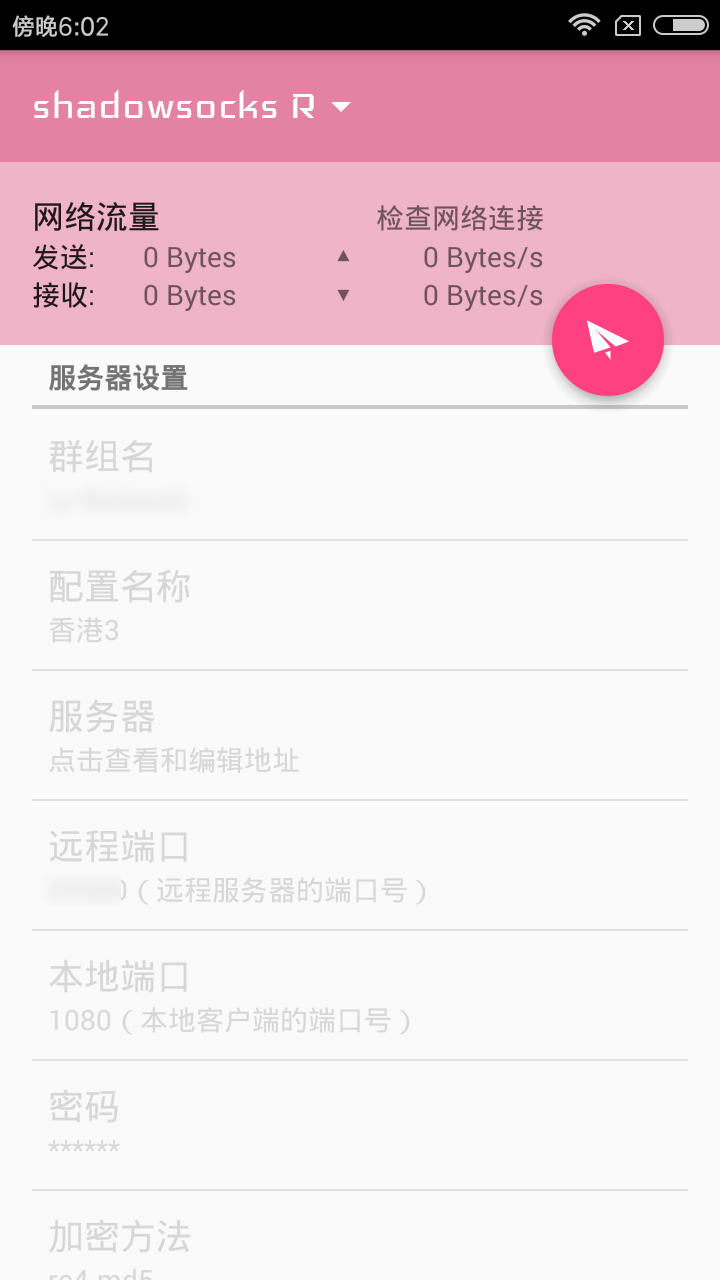 傍晚6:02
shadowsocks R
网络流量 检查网络连接
发送: 0 Bytes ▲ 0 Bytes/s
接收: 0 Bytes ▼ 0 Bytes/s
服务器设置
群组名
配置名称
香港3
服务器
点击查看和编辑地址
远程端口
0（远程服务器的端口号）
本地端口
1080（本地客户端的端口号）
密码
******
加密方法
rc4-md5